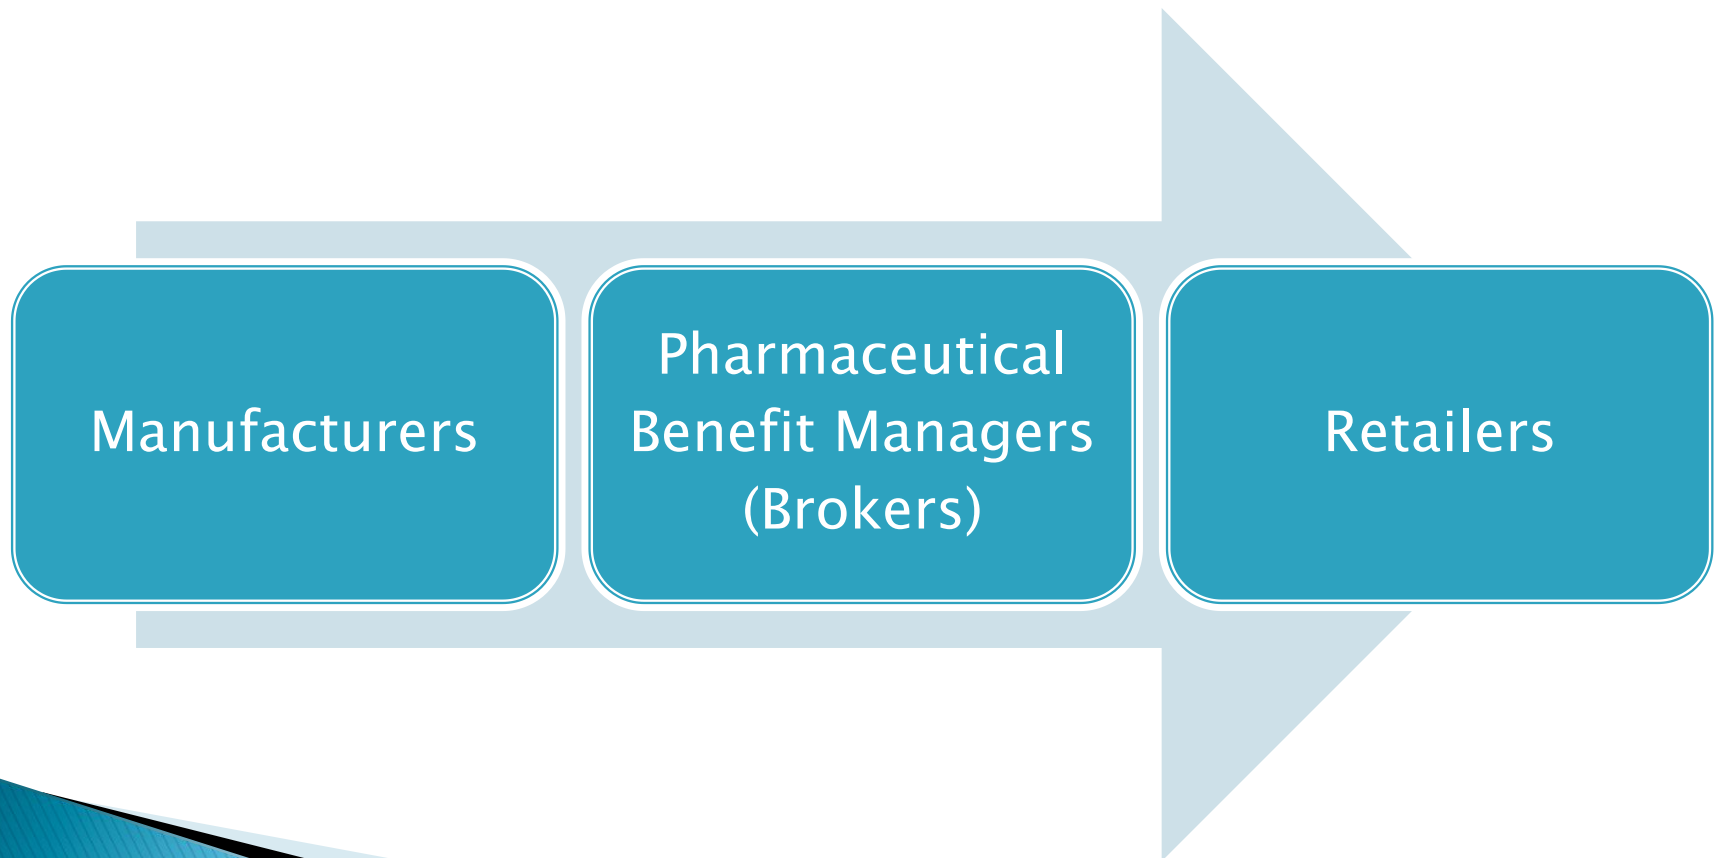 Manufacturers
Pharmaceutical
Benefit Managers
(Brokers)
Retailers